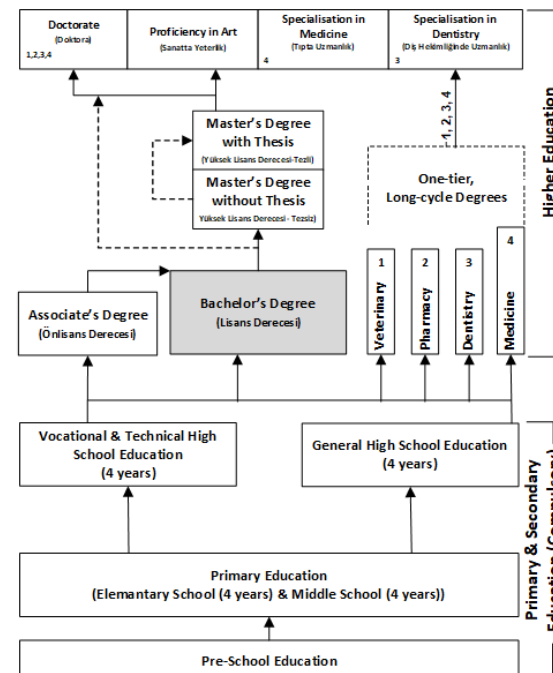 Doctorate
(Doktora)
1,2,3,4
Proficiency in Art
(Sanatta Yeterlik)
Specialisation in
Medicine
(Tıpta Uzmanlık)
4
Specialisation in
Dentistry
(Diş Hekimliğinde Uzmanlık)
3
1, 2, 3, 4
Higher Education
Master's Degree
with Thesis
(Yüksek Lisans Derecesi-Tezli)
Master's Degree
without Thesis
Yüksek Lisans Derecesi - Tezsiz)
One-tier,
Long-cycle Degrees
Associate's Degree
(Önlisans Derecesi)
Bachelor's Degree
(Lisans Derecesi)
1
Veterinary
2
Pharmacy
3
Dentistry
4
Medicine
Vocational & Technical High
School Education
(4 years)
General High School Education
(4 years)
Primary & Secondary
Education (Compulsory)
Primary Education
(Elemantary School (4 years) & Middle School (4 years))
Pre-School Education